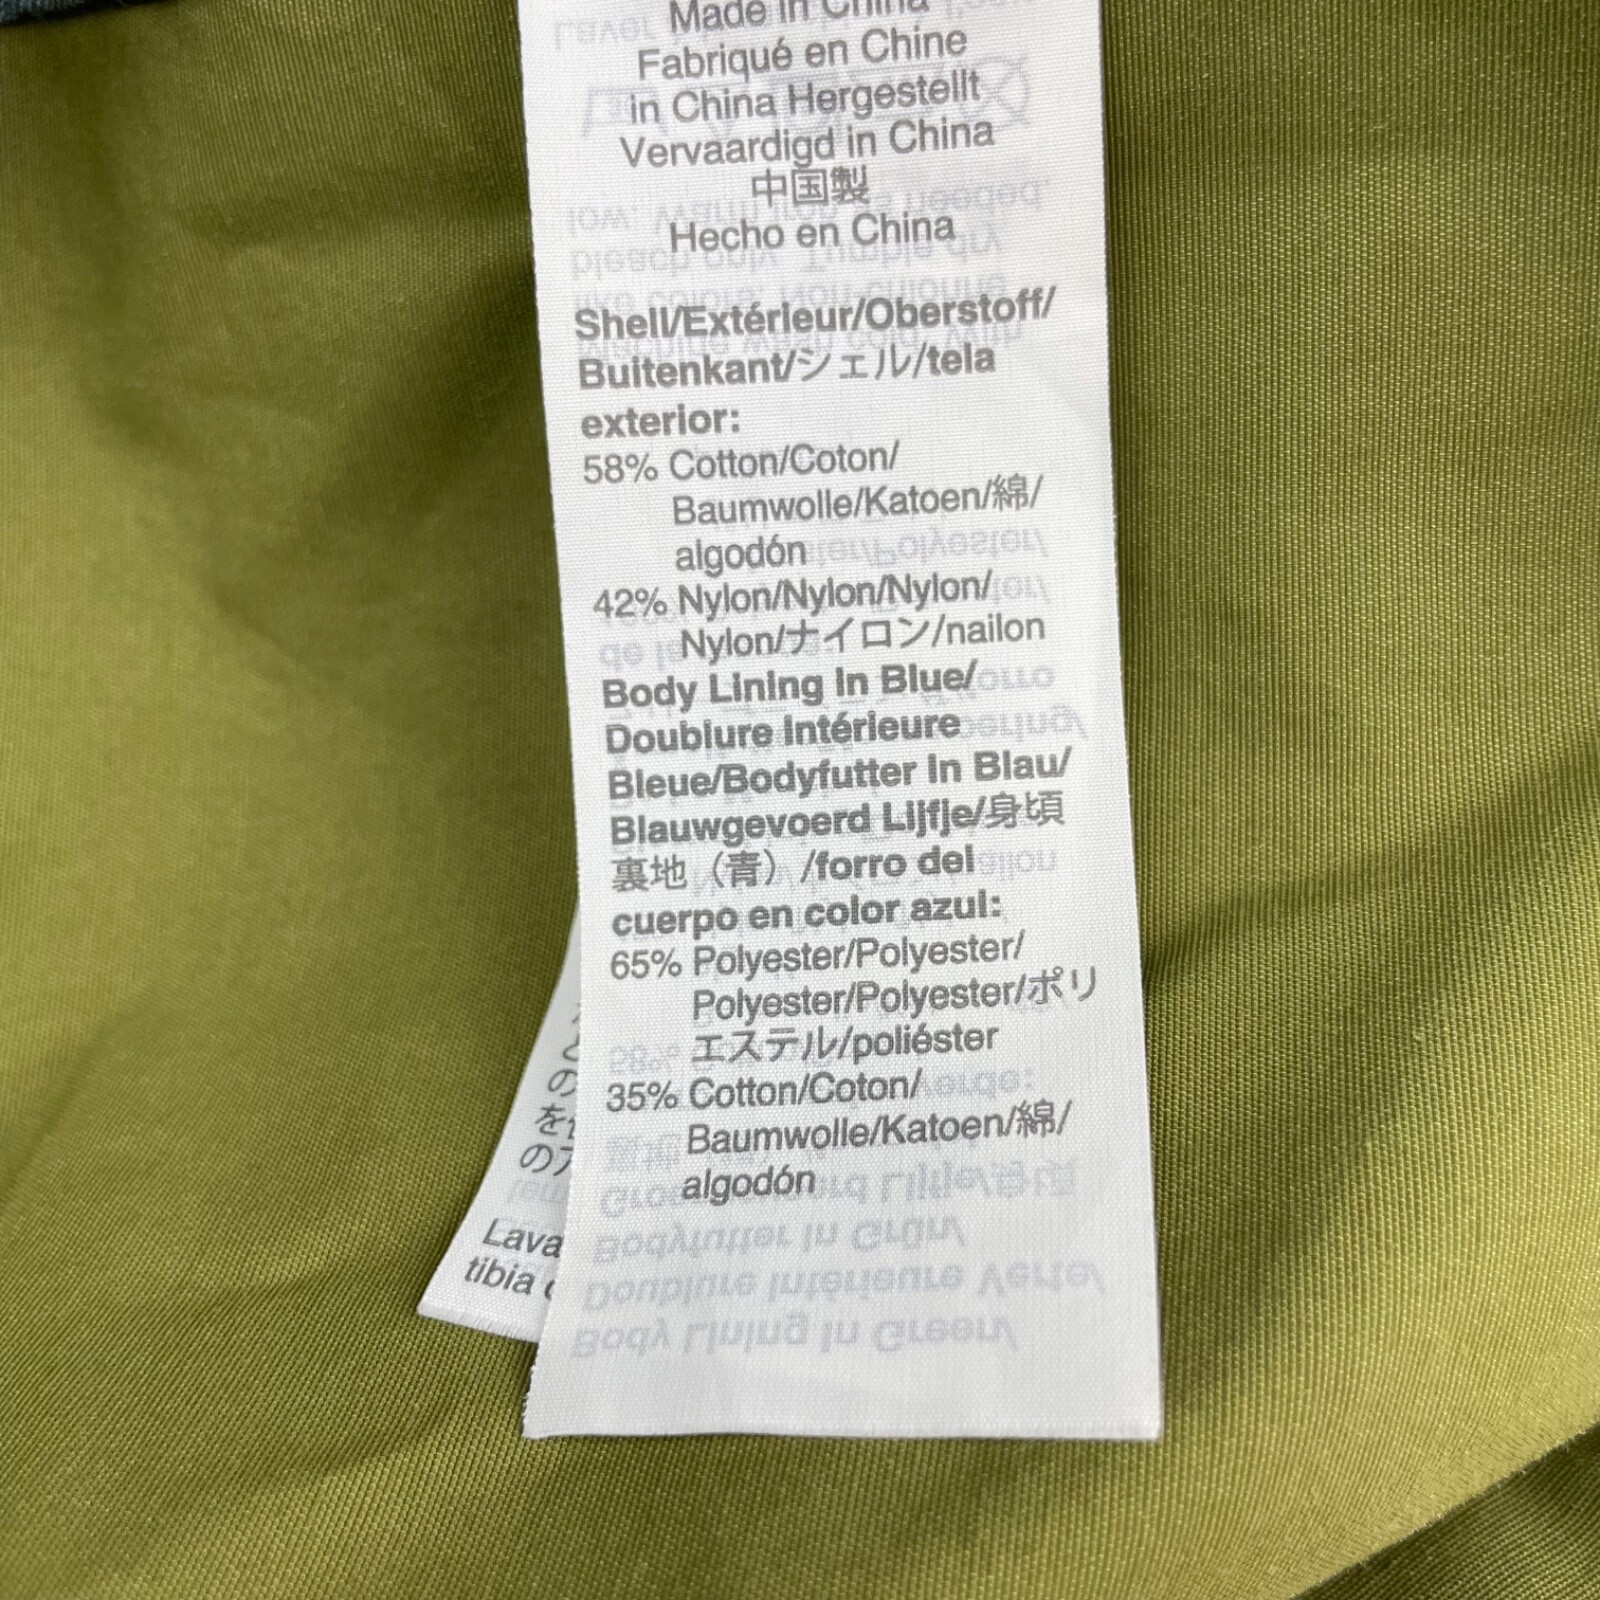 Made in China
Fabriqué en Chine
in China Hergestellt
Vervaardigd in China
中国製
Hecho en China
Shell/Extérieur/Oberstoff/
Buitenkant/シェル/tela
exterior:
58% Cotton/Coton/
Baumwolle/Katoen/綿/
algodón
42% Nylon/Nylon/Nylon/
Nylon/ナイロン/nailon
Body Lining In Blue/
Doublure Intérieure
Bleue/Bodyfutter In Blau/
Blauwgevoerd Lijfje/身頃
裏地（青）/forro del
cuerpo en color azul:
65% Polyester/Polyester/
Polyester/Polyester/ポリ
エステル/poliéster
35% Cotton/Coton/
Baumwolle/Katoen/綿/
algodón
の
を
の
Lava
tibia